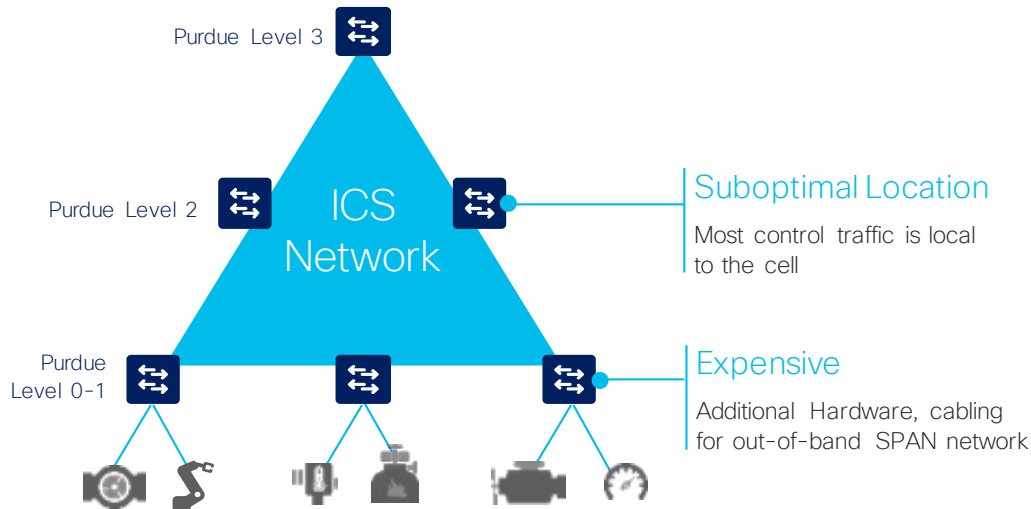 Purdue Level 3
Purdue Level 2
ICS
Network
Suboptimal Location
Most control traffic is local
to the cell
Purdue
Level 0-1
Expensive
Additional Hardware, cabling
for out-of-band SPAN network